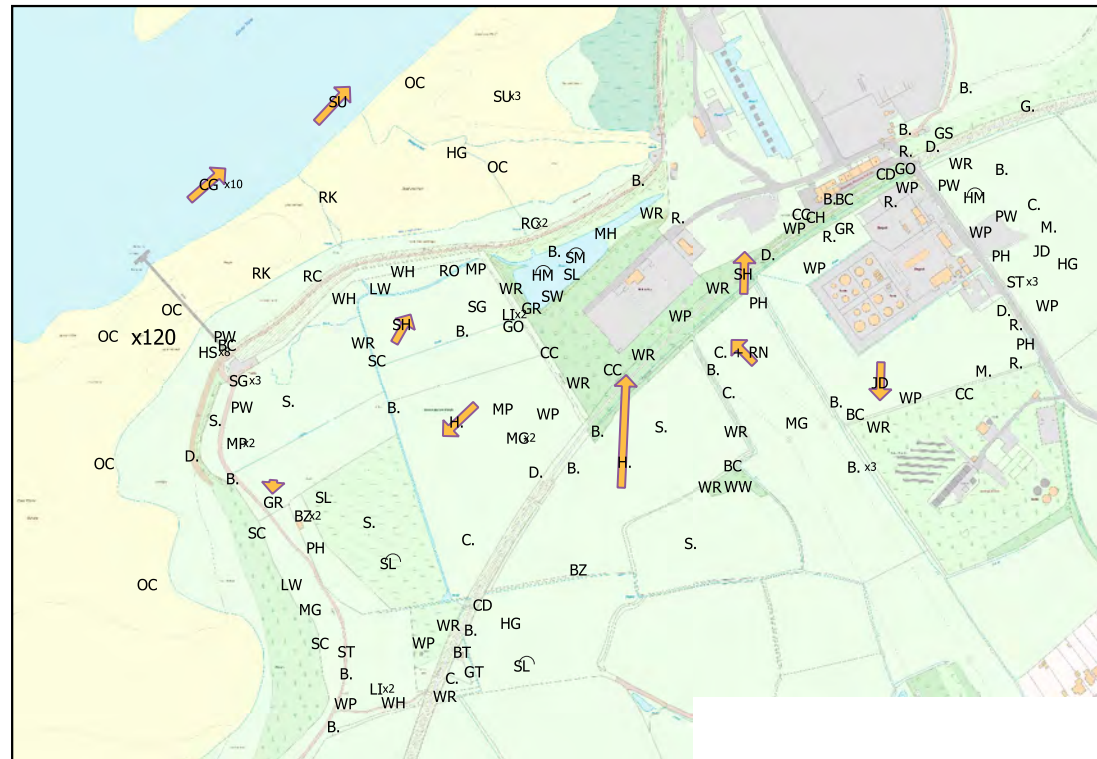 OC
SUx3
SU
B.
G.
B.
GS
HG
OC
R.
D.
GO
WR
B.
CG x10
CD
WP
PW
HM
RK
B.
B.BC
R.
C.
RCx2
MH
WR
R.
CC
CH
WP
GR
R.
PW
M.
WP
B.
SM
D.
PH
JD
HG
RK
RC
WH
RO
MP
HM
SL
SH
WP
ST x3
WH
LW
WR
SW
WR
PH
WP
OC
SG
GR
LIx2
GO
WP
D.
R.
SH
B.
OC
x120
PW
BC
HSx8
WR
SC
CC
WR
C. + RN
PH
R.
CC
B.
M.
SGx3
WR
JD
C.
WP
CC
S.
PW
B.
MP
WP
B.
BC
S.
H.
MG
WR
MPx2
MGx2
B.
S.
WR
OC
D.
H.
B.
D.
B.
BC
B. x3
WR WW
GR
SL
BZx2
S.
SC
PH
C.
S.
SL
BZ
OC
LW
MG
CD
WR
B.
HG
SC
ST
WP
BT
SL
B.
GT
C.
LIx2
WH
WR
WP
B.